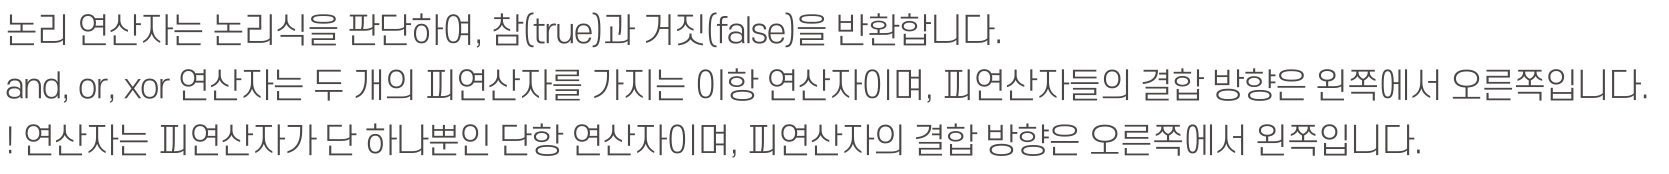 논리 연산자는 논리식을 판단하여, 참(true)과 거짓(false)을 반환합니다.
and, or, xor 연산자는 두 개의 피연산자를 가지는 이항 연산자이며, 피연산자들의 결합 방향은 왼쪽에서 오른쪽입니다.
! 연산자는 피연산자가 단 하나뿐인 단항 연산자이며, 피연산자의 결합 방향은 오른쪽에서 왼쪽입니다.